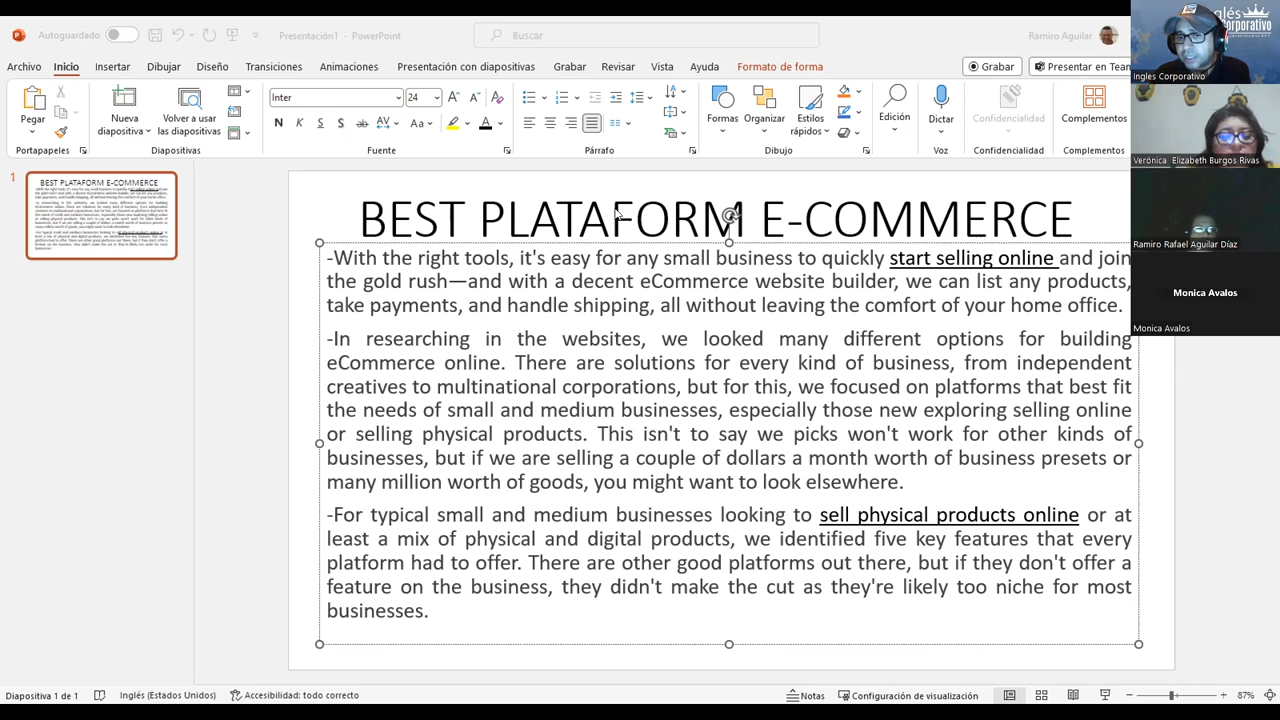 Autoguardado
Presentación1 - PowerPoint
Buscar
Ramiro Aguilar
Archivo Inicio Insertar Dibujar Diseño Transiciones Animaciones Presentación con diapositivas Grabar Revisar Vista Ayuda Formato de forma
Grabar
Presentar en Team
Pegar
Nueva diapositiva
Volver a usar las diapositivas
Inter 24
N K S S ab AV Aa A
Formas
Organizar
Estilos rápidos
Edición
Dictar
Confidencialidad
Complementos
Portapapeles Diapositivas Fuente Párrafo Dibujo Voz Confidencialidad Complementos
1
BEST PLATAFORM E-COMMERCE
BEST PLATAFORM E-COMMERCE
-With the right tools, it's easy for any small business to quickly start selling online and join
the gold rush—and with a decent eCommerce website builder, we can list any products,
take payments, and handle shipping, all without leaving the comfort of your home office.
-In researching in the websites, we looked many different options for building
eCommerce online. There are solutions for every kind of business, from independent
creatives to multinational corporations, but for this, we focused on platforms that best fit
the needs of small and medium businesses, especially those new exploring selling online
or selling physical products. This isn't to say we picks won't work for other kinds of
businesses, but if we are selling a couple of dollars a month worth of business presets or
many million worth of goods, you might want to look elsewhere.
-For typical small and medium businesses looking to sell physical products online or at
least a mix of physical and digital products, we identified five key features that every
platform had to offer. There are other good platforms out there, but if they don't offer a
feature on the business, they didn't make the cut as they're likely too niche for most
businesses.
Ingles Corporativo
Verónica Elizabeth Burgos Rivas
Ramiro Rafael Aguilar Díaz
Monica Avalos
Monica Avalos
Diapositiva 1 de 1 Inglés (Estados Unidos) Accesibilidad: todo correcto Notas Configuración de visualización 87%